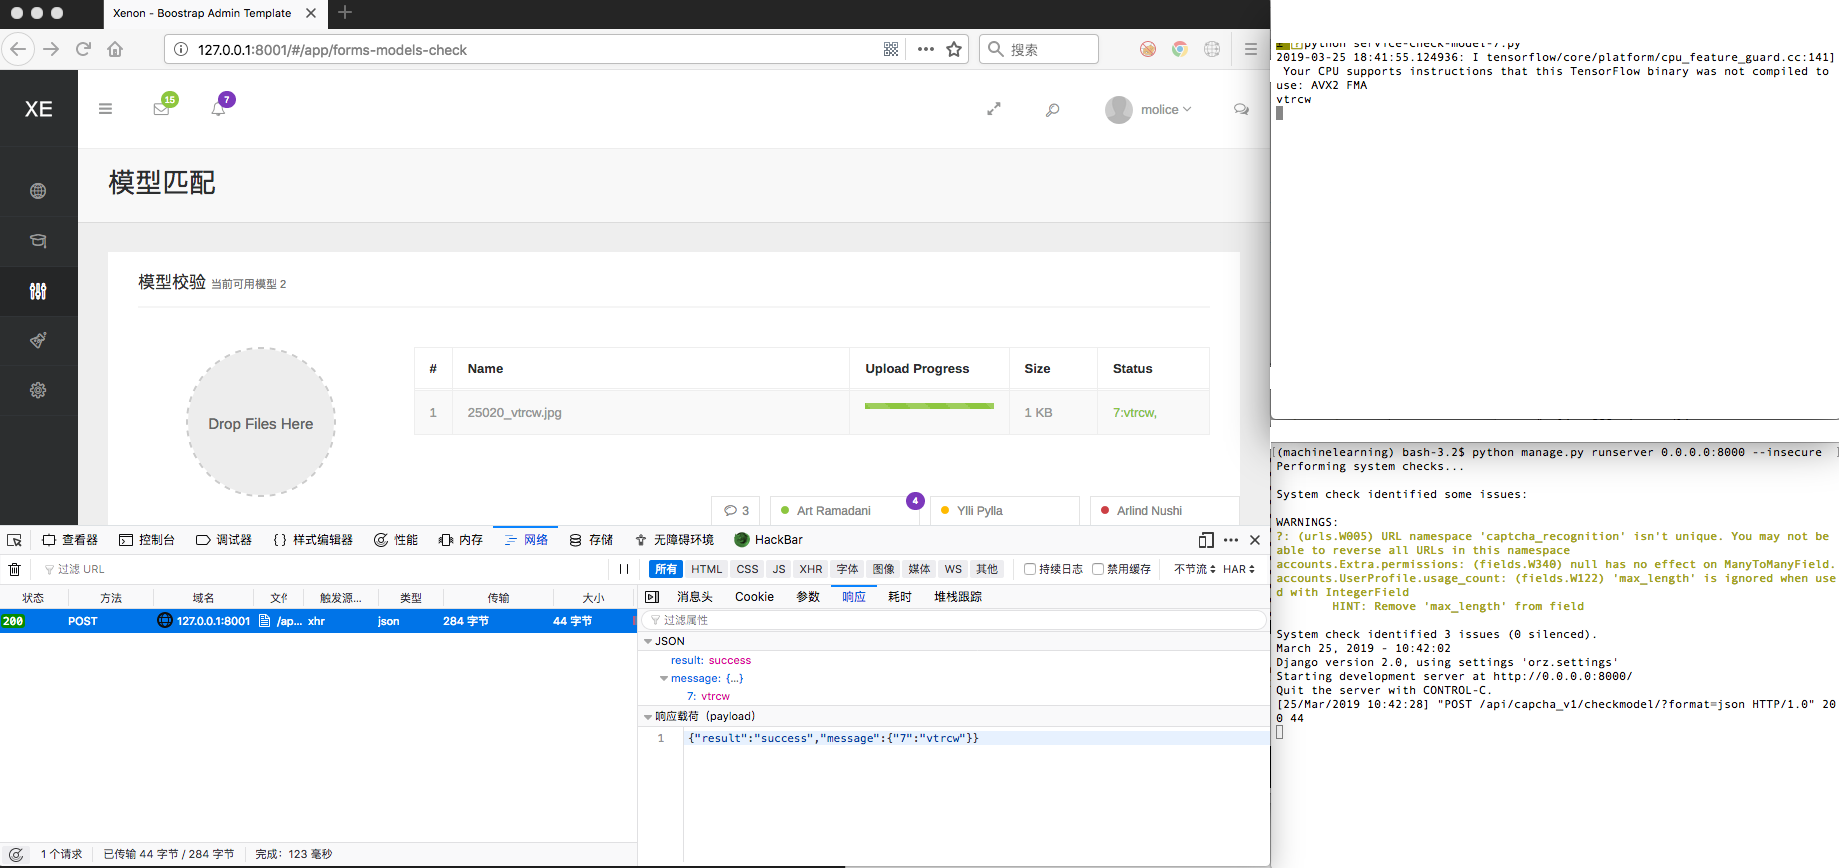 Xenon - Boostrap Admin Template
127.0.0.1:8001/#/app/forms-models-check
搜索
XE
15
7
molice
模型匹配
模型校验 当前可用模型 2
Drop Files Here
# Name Upload Progress Size Status
1 25020_vtrcw.jpg 1 KB 7:vtrcw,
3
Art Ramadani
4
Ylli Pylla
Arlind Nushi
查看器 控制台 调试器 {} 样式编辑器 性能 内存 网络 存储 无障碍环境 HackBar
过滤 URL
所有 HTML CSS JS XHR 字体 图像 媒体 WS 其他 持续日志 禁用缓存 不节流 HAR
状态 方法 域名 文件 触发源... 类型 传输 大小
200 POST 127.0.0.1:8001 /ap... xhr json 284 字节 44 字节
消息头 Cookie 参数 响应 耗时 堆栈跟踪
过滤属性
JSON
result: success
message: {...}
7: vtrcw
响应载荷（payload）
1 {"result":"success","message":{"7":"vtrcw"}}
1 个请求 已传输 44 字节 / 284 字节 完成：123 毫秒
python service-check-model-7.py
2019-03-25 18:41:55.124936: I tensorflow/core/platform/cpu_feature_guard.cc:141]
Your CPU supports instructions that this TensorFlow binary was not compiled to
use: AVX2 FMA
vtrcw
[(machinelearning) bash-3.2$ python manage.py runserver 0.0.0.0:8000 --insecure ]
Performing system checks...
System check identified some issues:
WARNINGS:
?: (urls.W005) URL namespace 'captcha_recognition' isn't unique. You may not be
able to reverse all URLs in this namespace
accounts.Extra.permissions: (fields.W340) null has no effect on ManyToManyField.
accounts.UserProfile.usage_count: (fields.W122) 'max_length' is ignored when use
d with IntegerField
HINT: Remove 'max_length' from field
System check identified 3 issues (0 silenced).
March 25, 2019 - 10:42:02
Django version 2.0, using settings 'orz.settings'
Starting development server at http://0.0.0.0:8000/
Quit the server with CONTROL-C.
[25/Mar/2019 10:42:28] "POST /api/capcha_v1/checkmodel/?format=json HTTP/1.0" 20
0 44